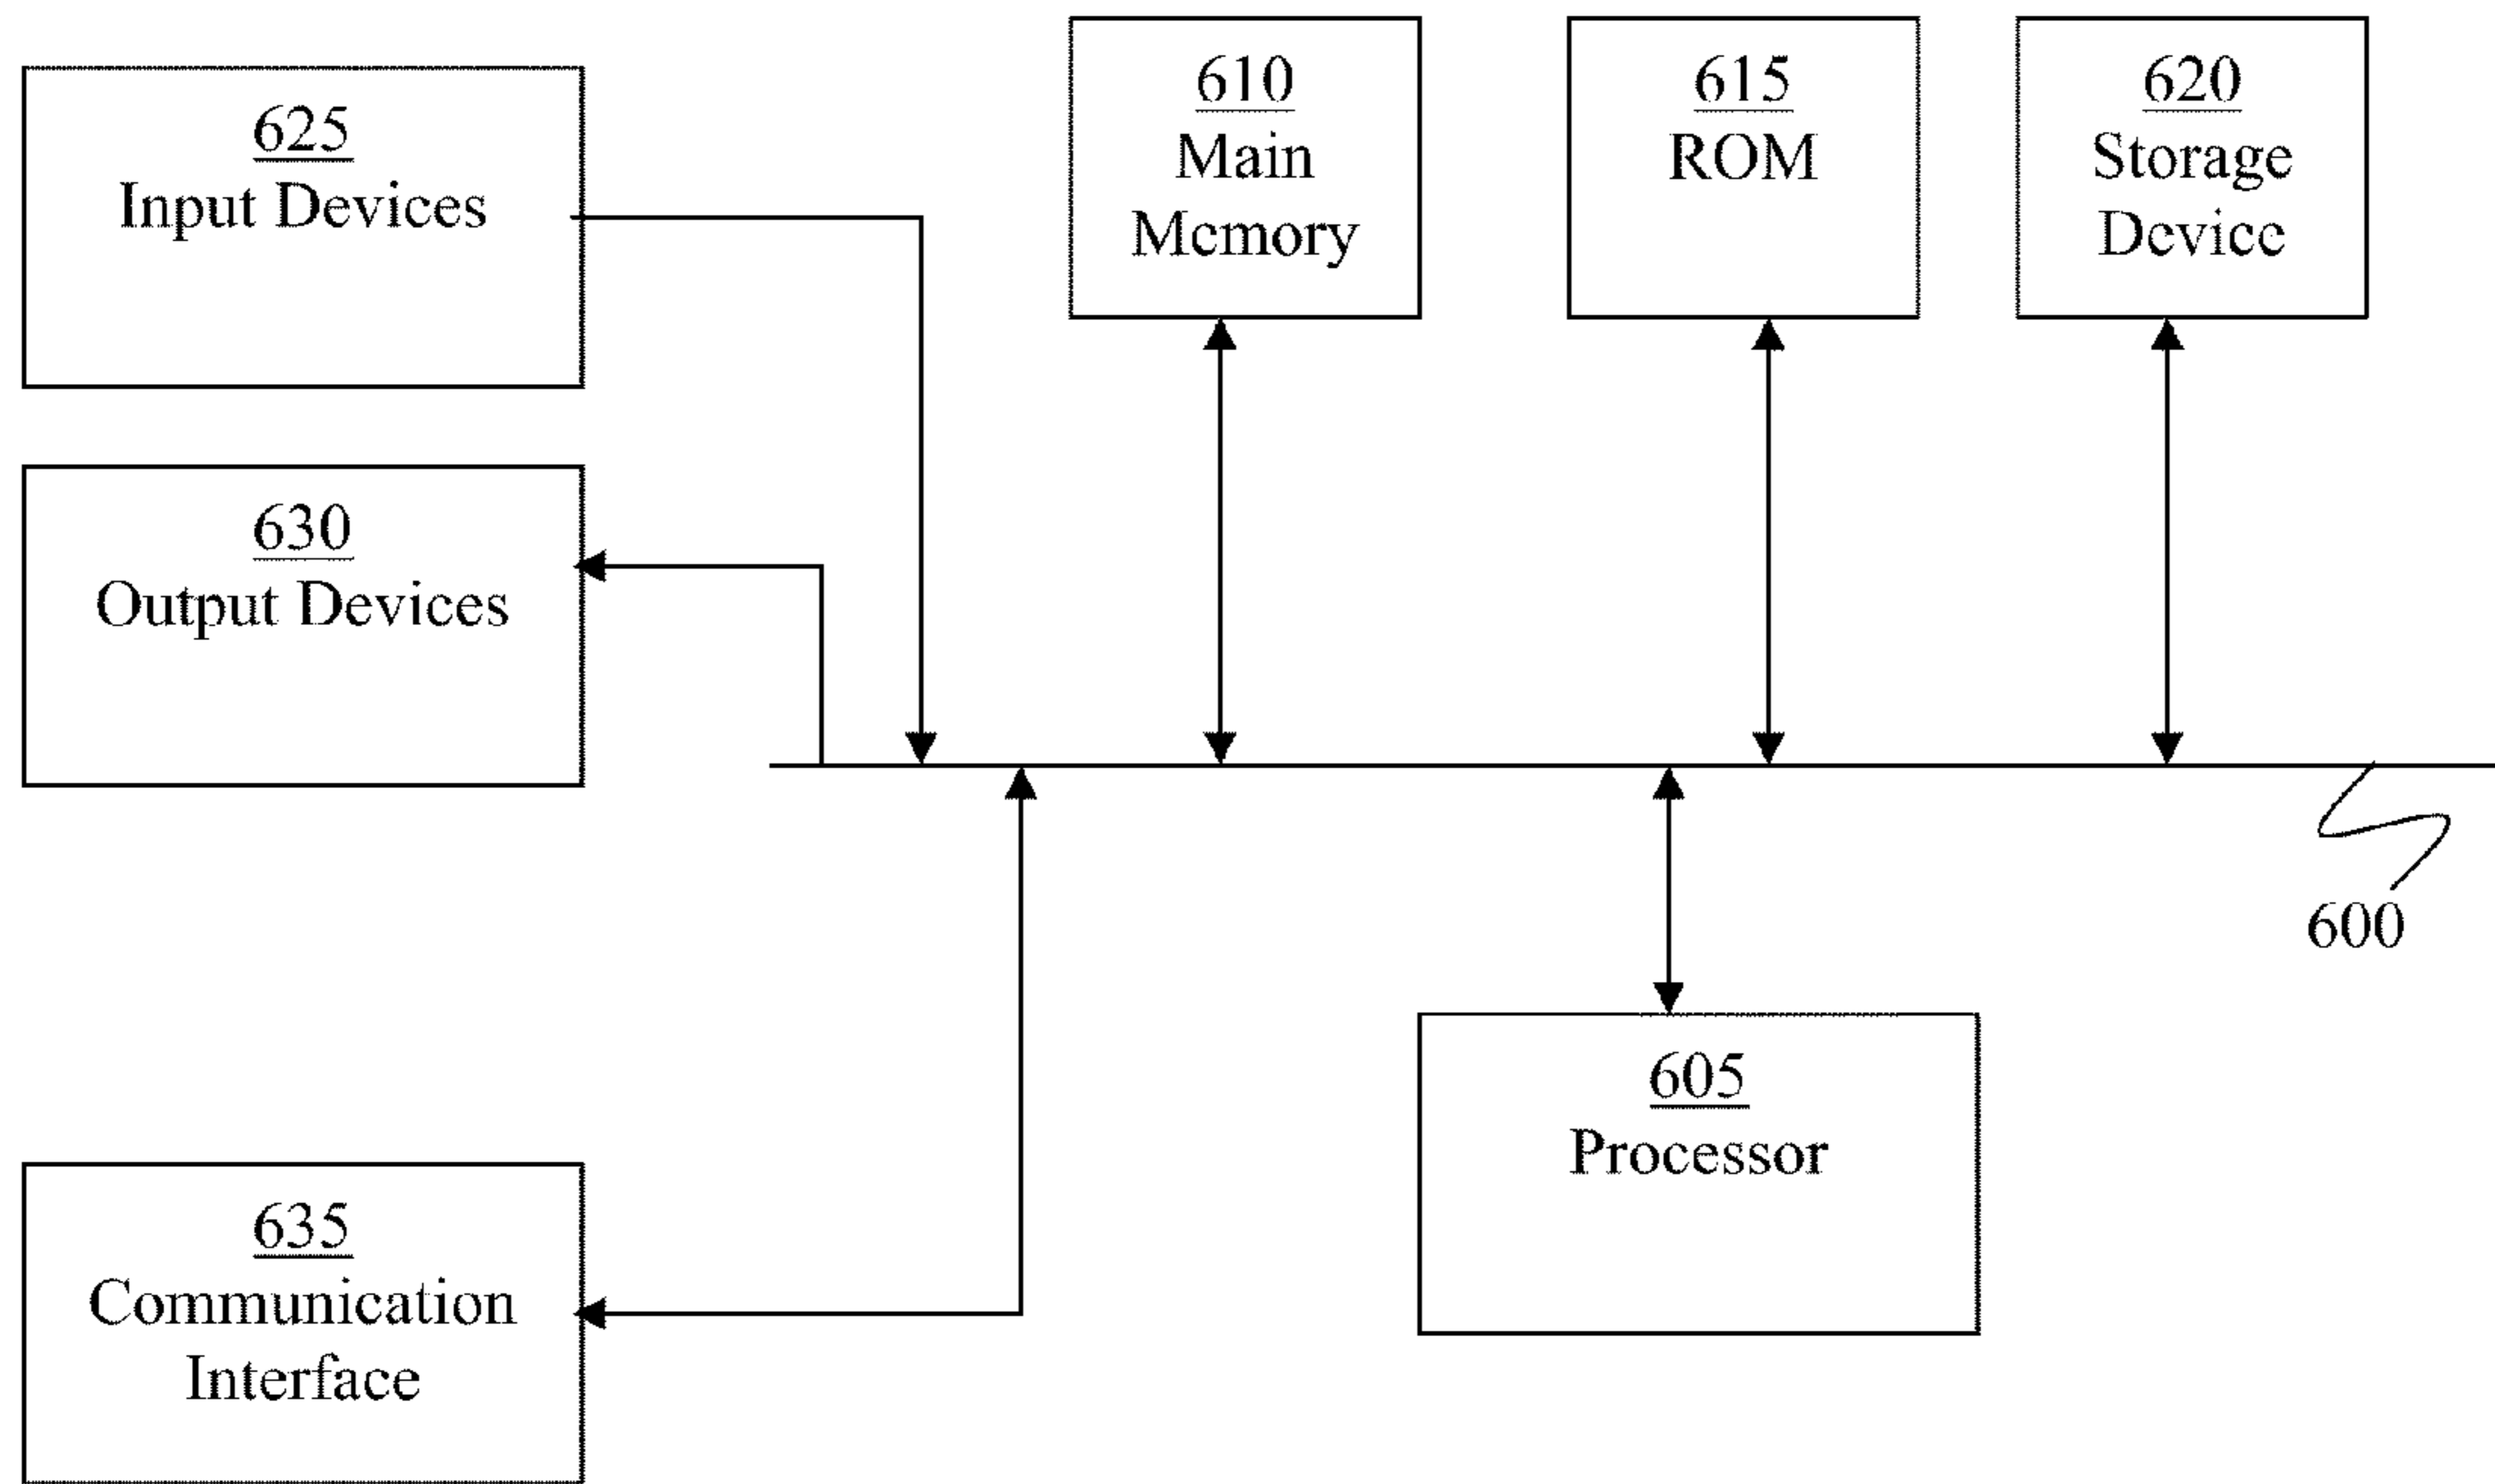 625
Input Devices
610
Main
Memory
615
ROM
620
Storage
Device
630
Output Devices
600
605
Processor
635
Communication
Interface